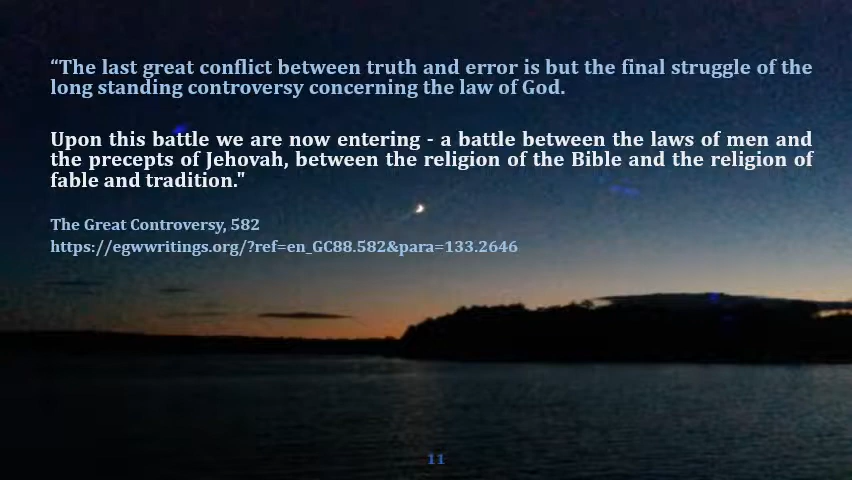 “The last great conflict between truth and error is but the final struggle of the
long standing controversy concerning the law of God.
Upon this battle we are now entering - a battle between the laws of men and
the precepts of Jehovah, between the religion of the Bible and the religion of
fable and tradition."
The Great Controversy, 582
https://egwwritings.org/?ref=en_GC88.582&para=133.2646
11